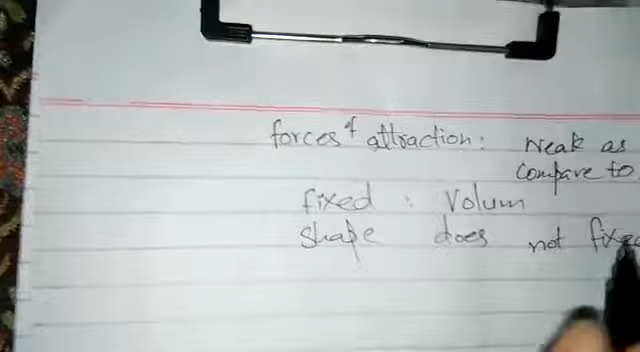 forces of attraction: weak as
compare to
fixed : Volum
shape does not fixed